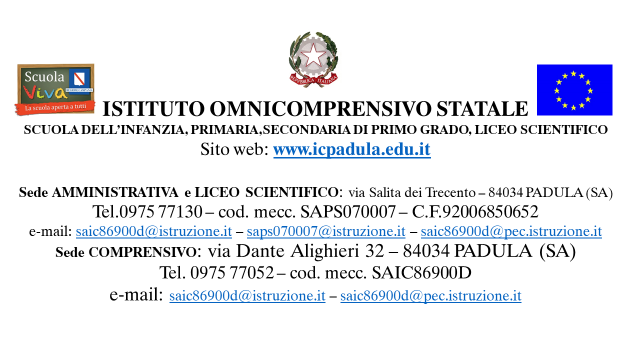 Scuola
Viva
La scuola aperta a tutti
REPVBBLICA ITALIANA
ISTITUTO OMNICOMPRENSIVO STATALE
SCUOLA DELL'INFANZIA, PRIMARIA,SECONDARIA DI PRIMO GRADO, LICEO SCIENTIFICO
Sito web: www.icpadula.edu.it
Sede AMMINISTRATIVA e LICEO SCIENTIFICO: via Salita dei Trecento – 84034 PADULA (SA)
Tel.0975 77130 – cod. mecc. SAPS070007 – C.F.92006850652
e-mail: saic86900d@istruzione.it – saps070007@istruzione.it – saic86900d@pec.istruzione.it
Sede COMPRENSIVO: via Dante Alighieri 32 – 84034 PADULA (SA)
Tel. 0975 77052 – cod. mecc. SAIC86900D
e-mail: saic86900d@istruzione.it – saic86900d@pec.istruzione.it